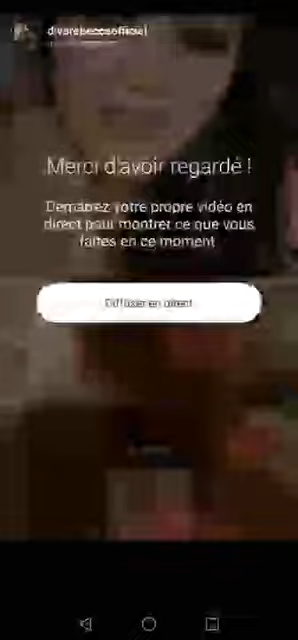 Merci d'avoir regardé !
Démarrez votre propre vidéo en
direct pour montrer ce que vous
faites en ce moment
Diffuser en direct